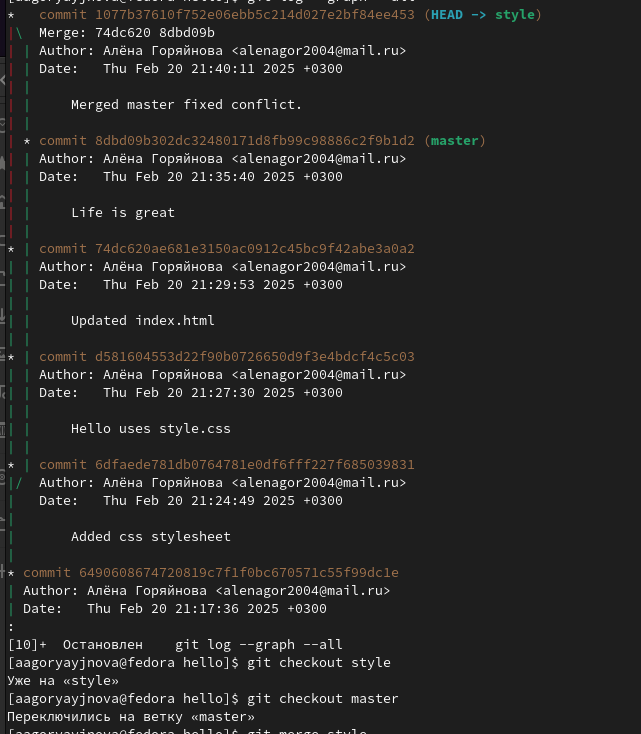 * commit 1077b37610f752e06ebb5c214d027e2bf84ee453 (HEAD -> style)
|\ Merge: 74dc620 8dbd09b
| | Author: Алёна Горяйнова <alenagor2004@mail.ru>
| | Date: Thu Feb 20 21:40:11 2025 +0300
| |
| | Merged master fixed conflict.
| |
| * commit 8dbd09b302dc32480171d8fb99c98886c2f9b1d2 (master)
| | Author: Алёна Горяйнова <alenagor2004@mail.ru>
| | Date: Thu Feb 20 21:35:40 2025 +0300
| |
| | Life is great
| |
* | commit 74dc620ae681e3150ac0912c45bc9f42abe3a0a2
| | Author: Алёна Горяйнова <alenagor2004@mail.ru>
| | Date: Thu Feb 20 21:29:53 2025 +0300
| |
| | Updated index.html
| |
* | commit d581604553d22f90b0726650d9f3e4bdcf4c5c03
| | Author: Алёна Горяйнова <alenagor2004@mail.ru>
| | Date: Thu Feb 20 21:27:30 2025 +0300
| |
| | Hello uses style.css
| |
* | commit 6dfaede781db0764781e0df6fff227f685039831
|/ Author: Алёна Горяйнова <alenagor2004@mail.ru>
| Date: Thu Feb 20 21:24:49 2025 +0300
|
| Added css stylesheet
|
* commit 6490608674720819c7f1f0bc670571c55f99dc1e
| Author: Алёна Горяйнова <alenagor2004@mail.ru>
| Date: Thu Feb 20 21:17:36 2025 +0300
:
[10]+ Остановлен git log --graph --all
[aagoryayjnova@fedora hello]$ git checkout style
Уже на «style»
[aagoryayjnova@fedora hello]$ git checkout master
Переключились на ветку «master»
[aagoryayjnova@fedora hello]$ git merge style